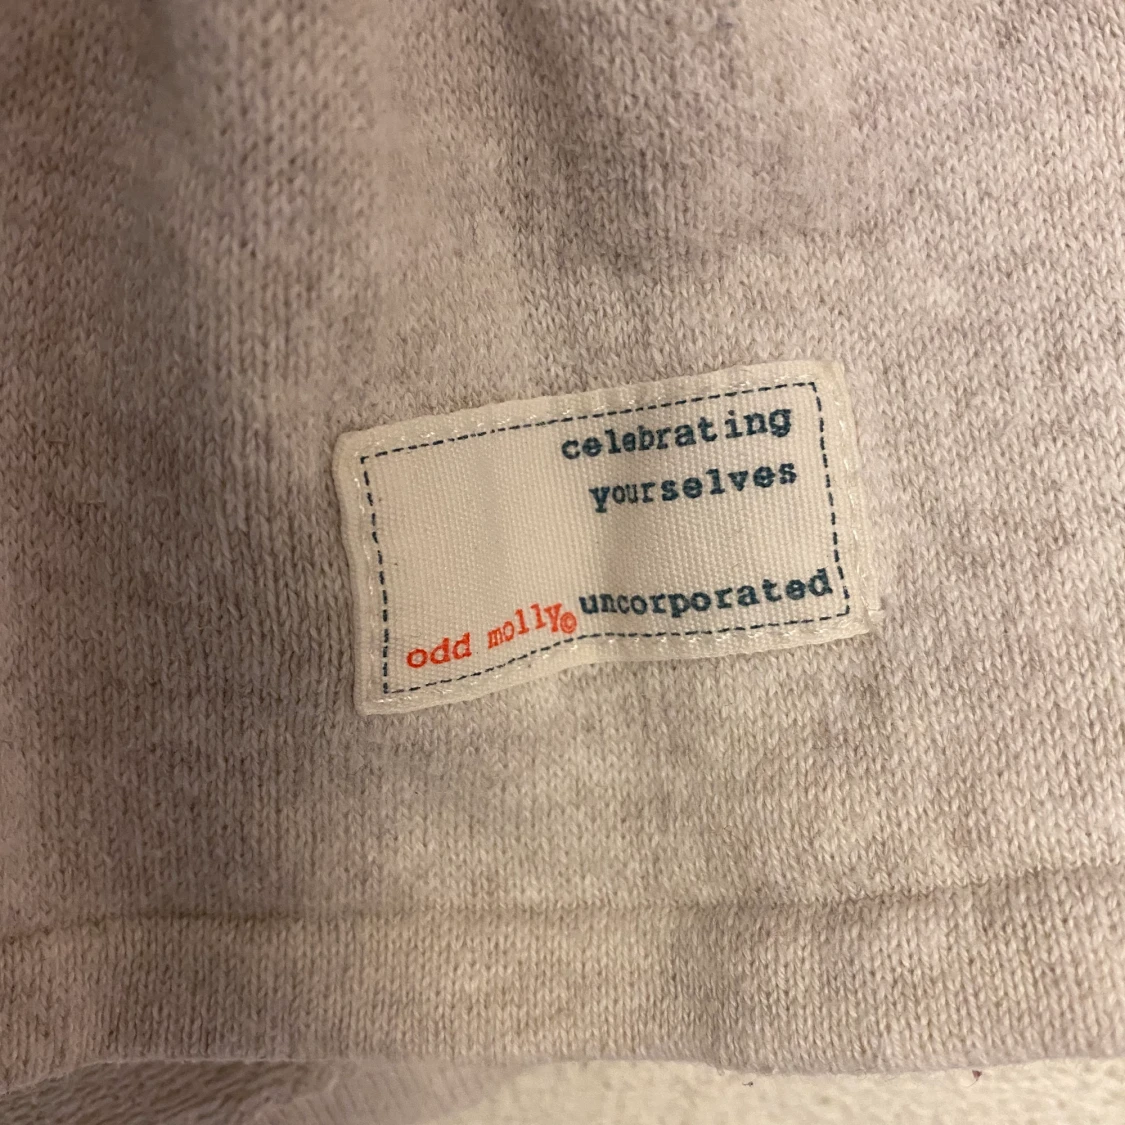 celebrating
yourselves
odd molly© uncorporated